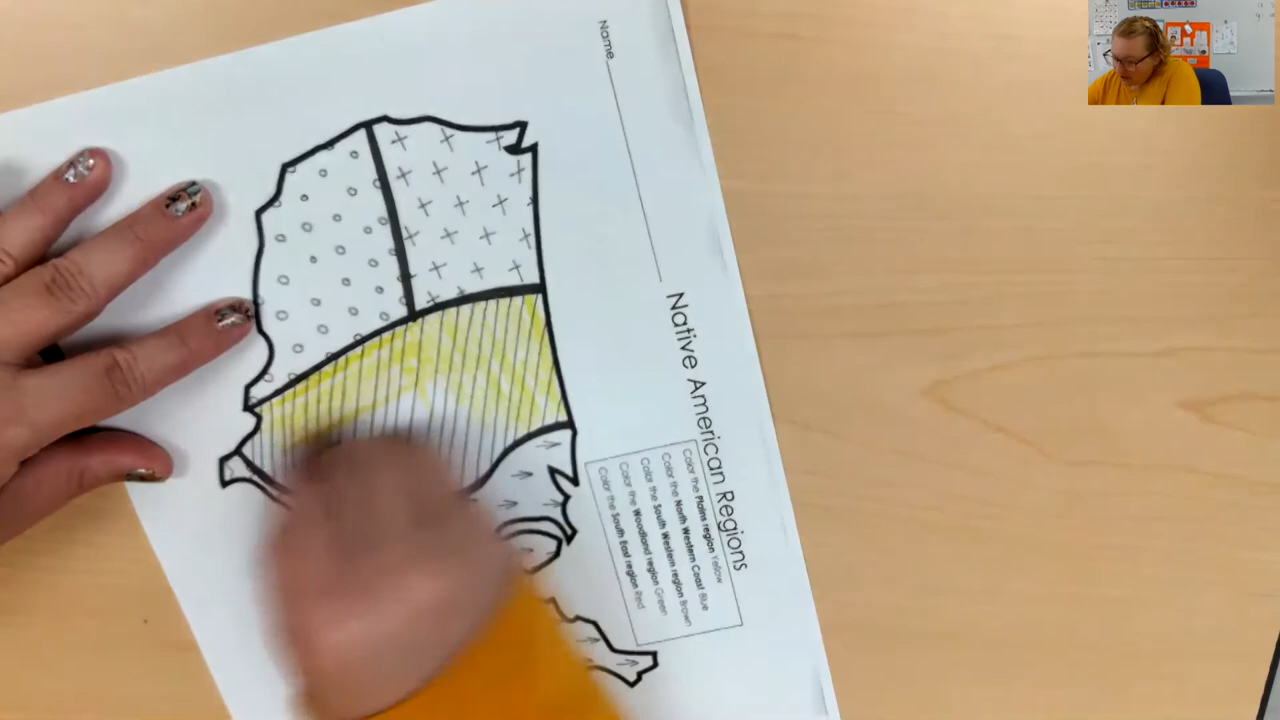 Name
Native American Regions
Color the Plains region Yellow
Color the North Western Coast Blue
Color the South Western region Brown
Color the Woodland region Green
Color the South East region Red